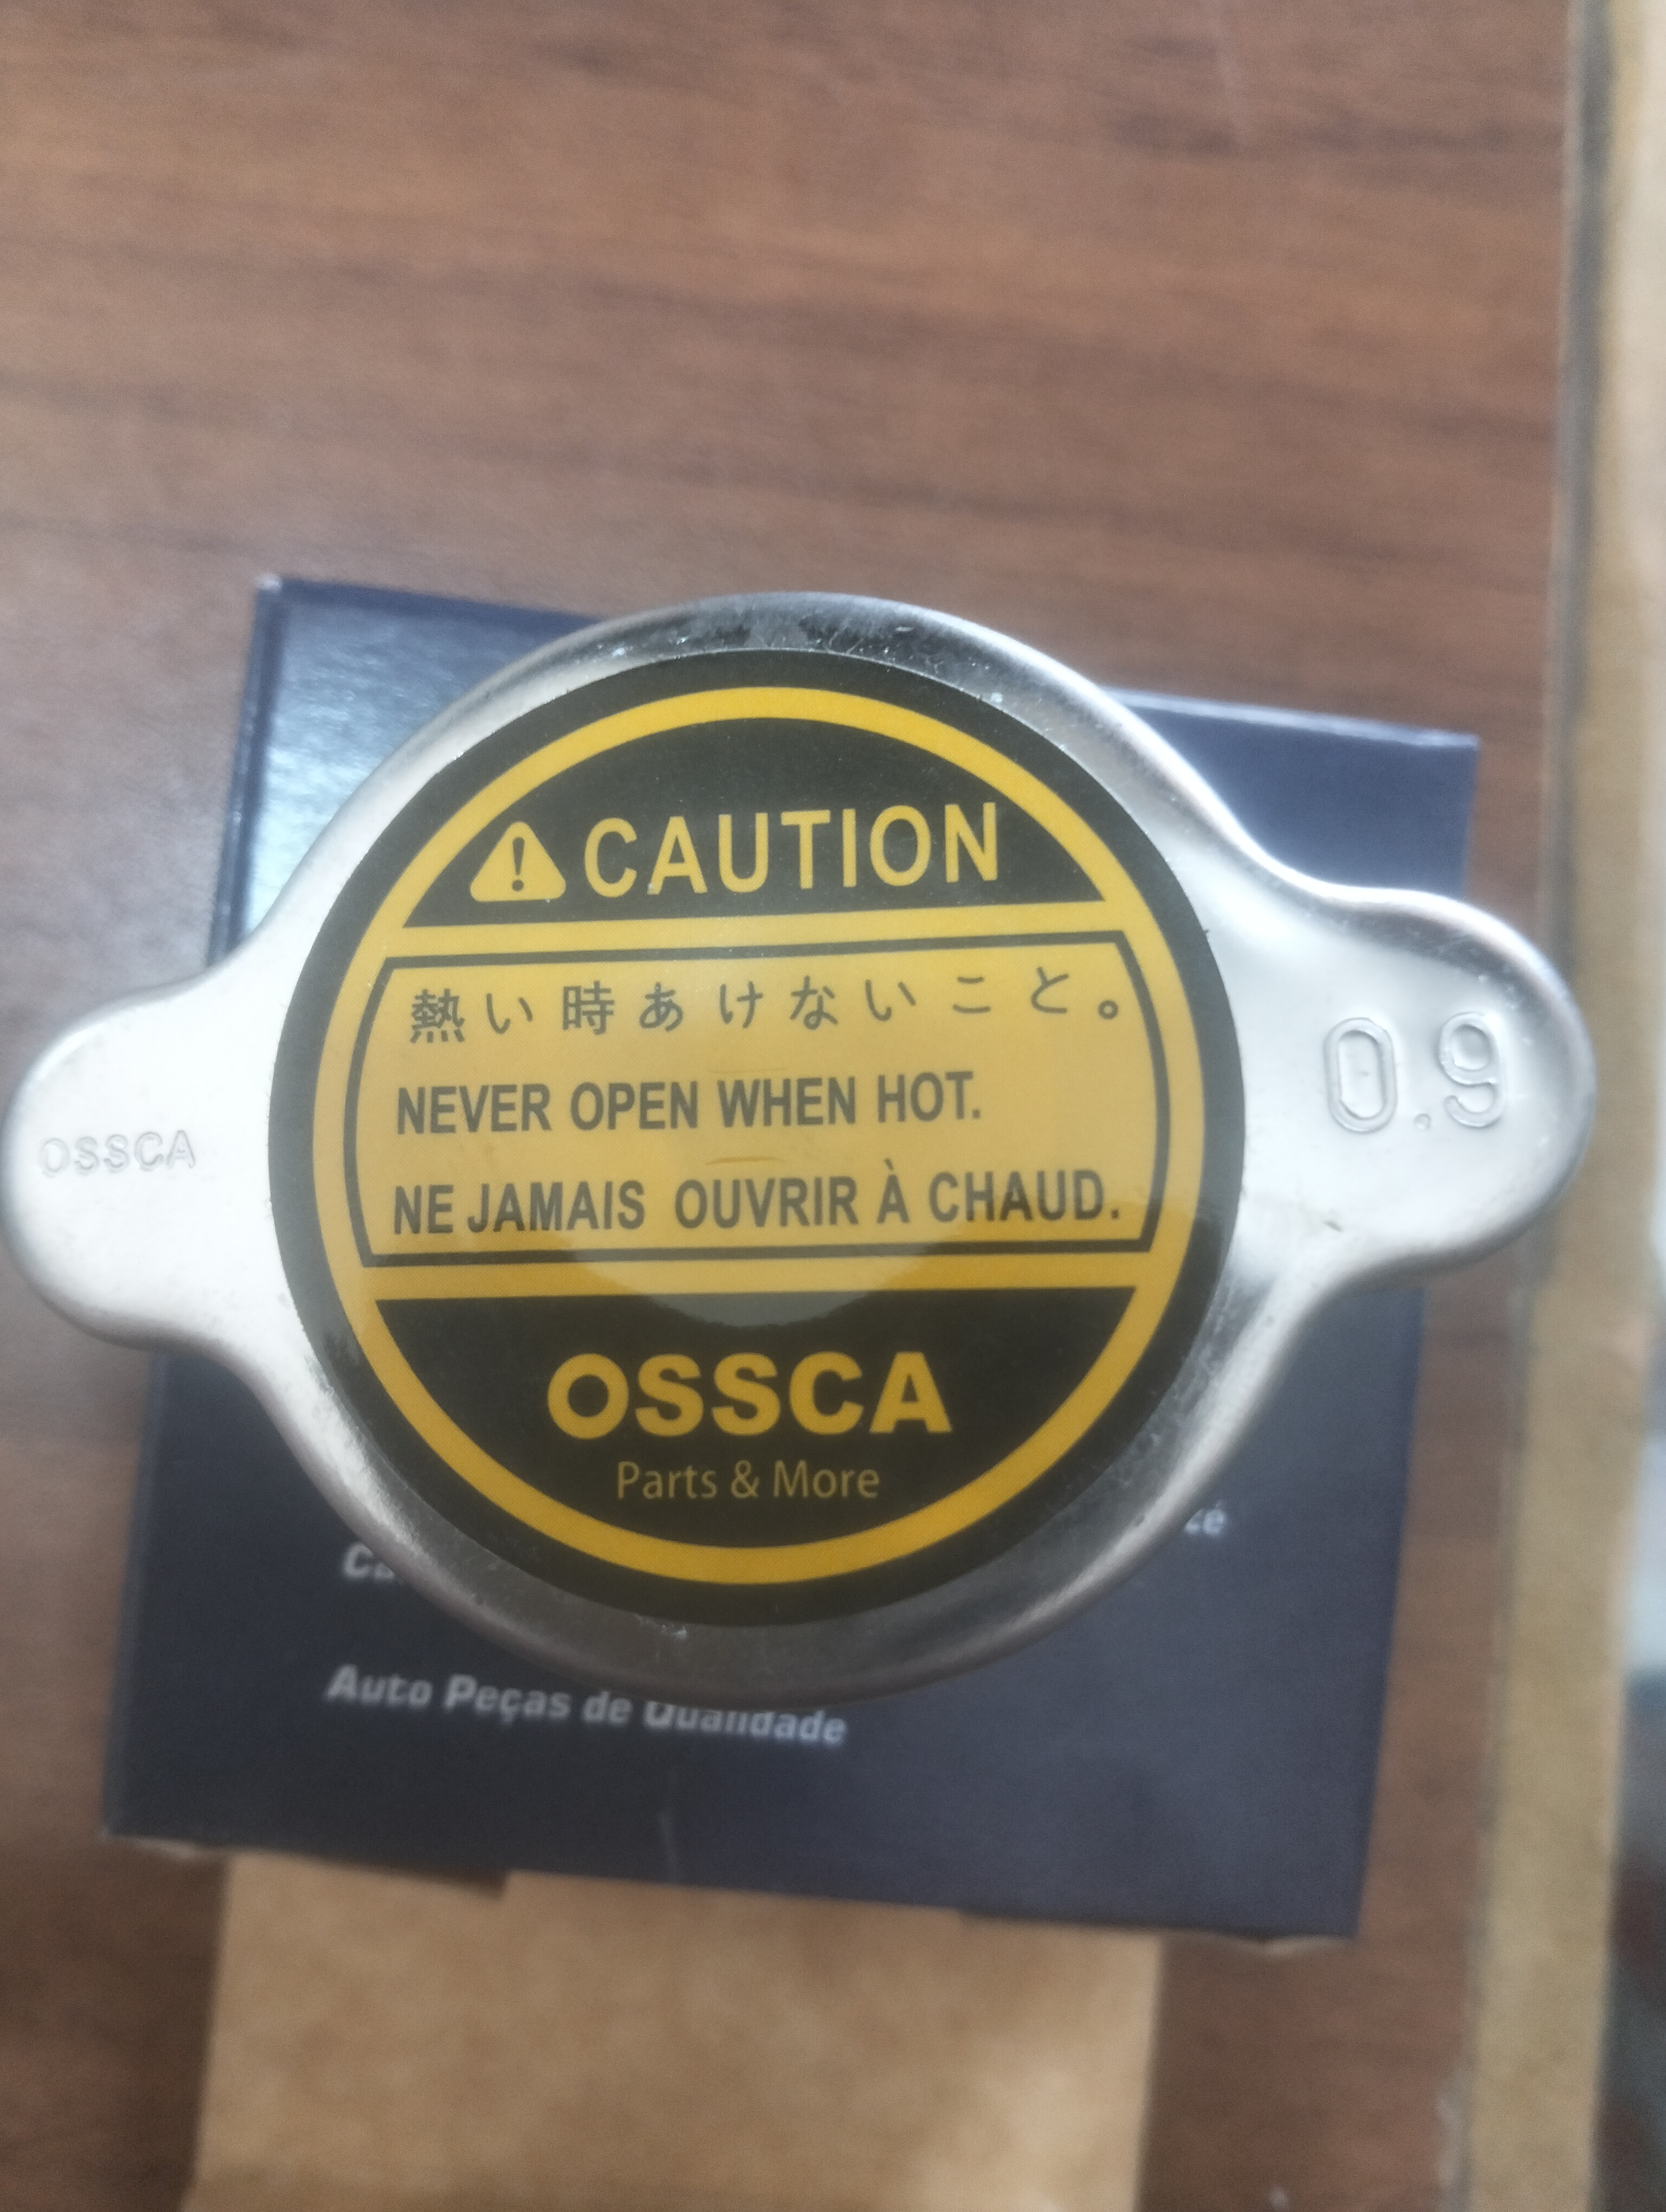 CAUTION
熱い時あけないこと。
NEVER OPEN WHEN HOT.
NE JAMAIS OUVRIR À CHAUD.
OSSCA
Parts & More
OSSCA
0.9
Auto Peças de Qualidade